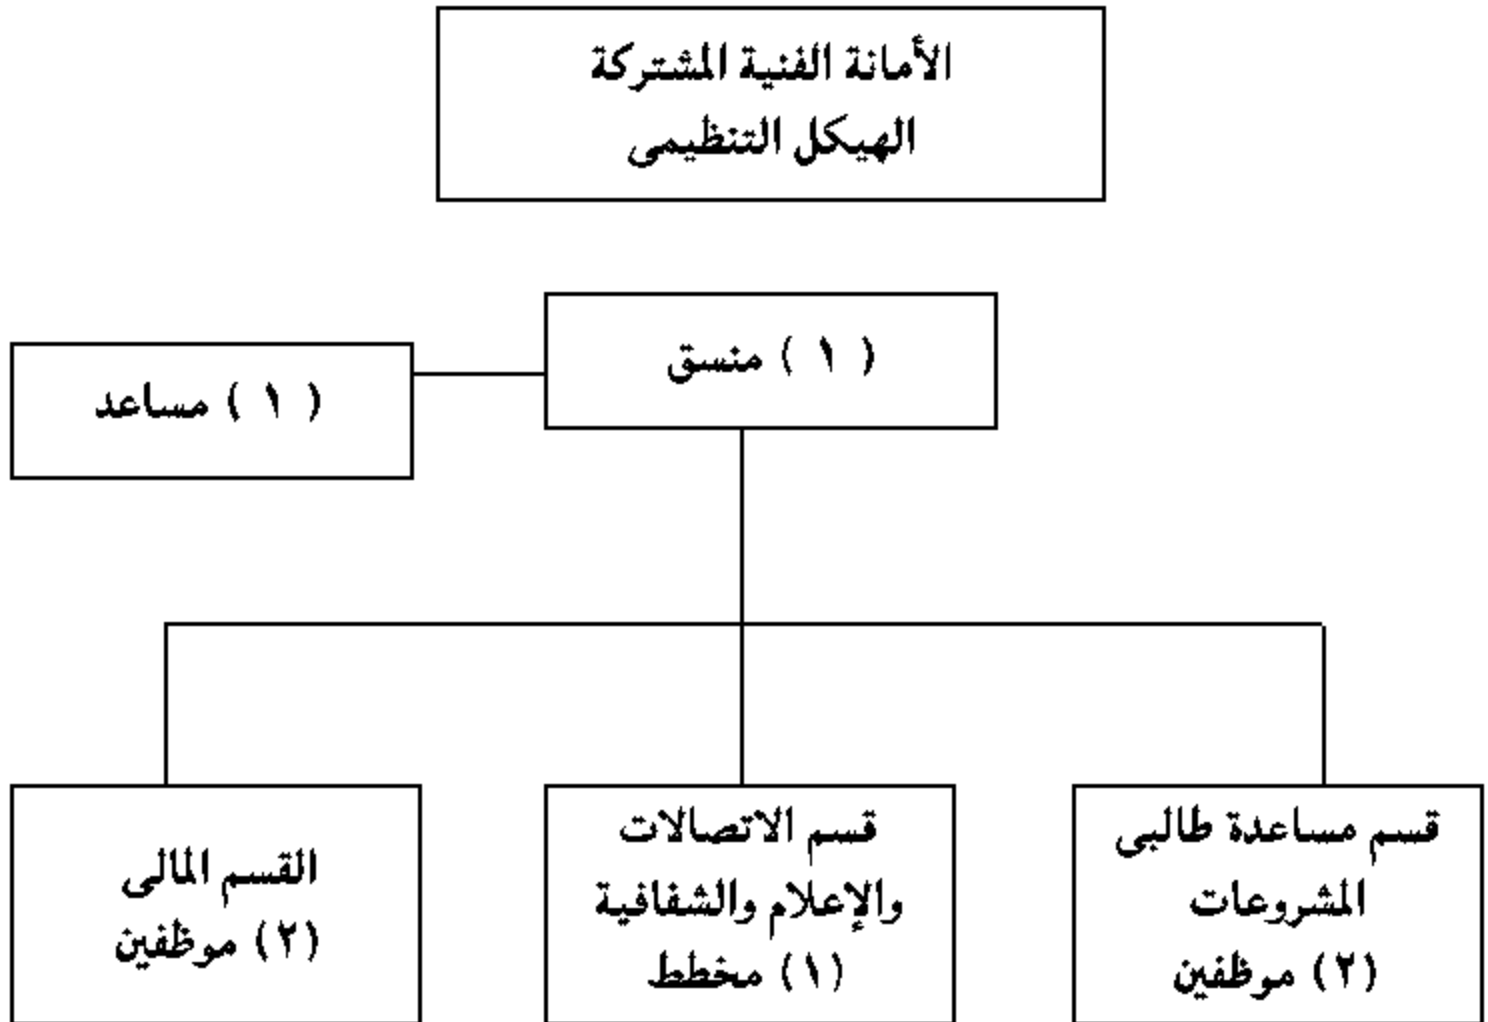 الأمانة الفنية المشتركة
الهيكل التنظيمى
( ١ ) منسق
( ١ ) مساعد
قسم مساعدة طالبى
المشروعات
(٢) موظفين
قسم الاتصالات
والإعلام والشفافية
(١) مخطط
القسم المالى
(٢) موظفين